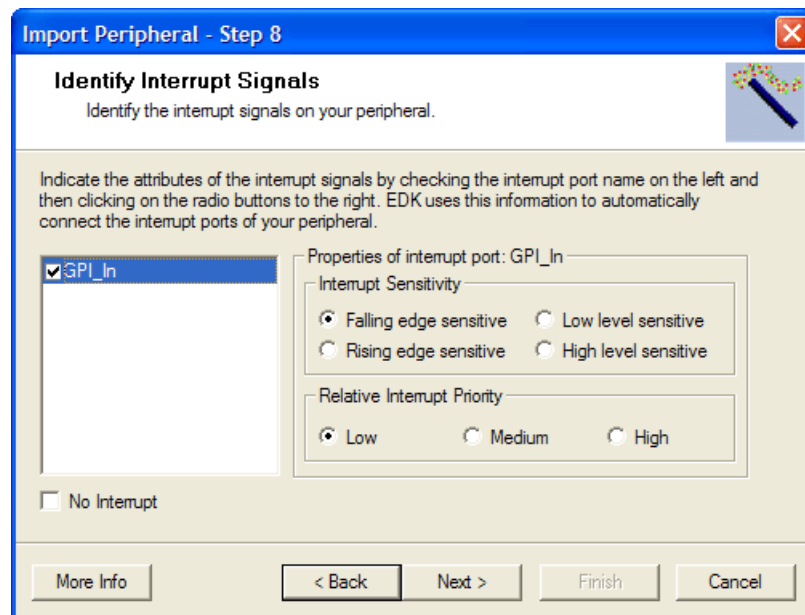 Import Peripheral - Step 8
Identify Interrupt Signals
Identify the interrupt signals on your peripheral.
Indicate the attributes of the interrupt signals by checking the interrupt port name on the left and
then clicking on the radio buttons to the right. EDK uses this information to automatically
connect the interrupt ports of your peripheral.
GPI_In
Properties of interrupt port: GPI_In
Interrupt Sensitivity
Falling edge sensitive Low level sensitive
Rising edge sensitive High level sensitive
Relative Interrupt Priority
Low Medium High
No Interrupt
More Info < Back Next > Finish Cancel